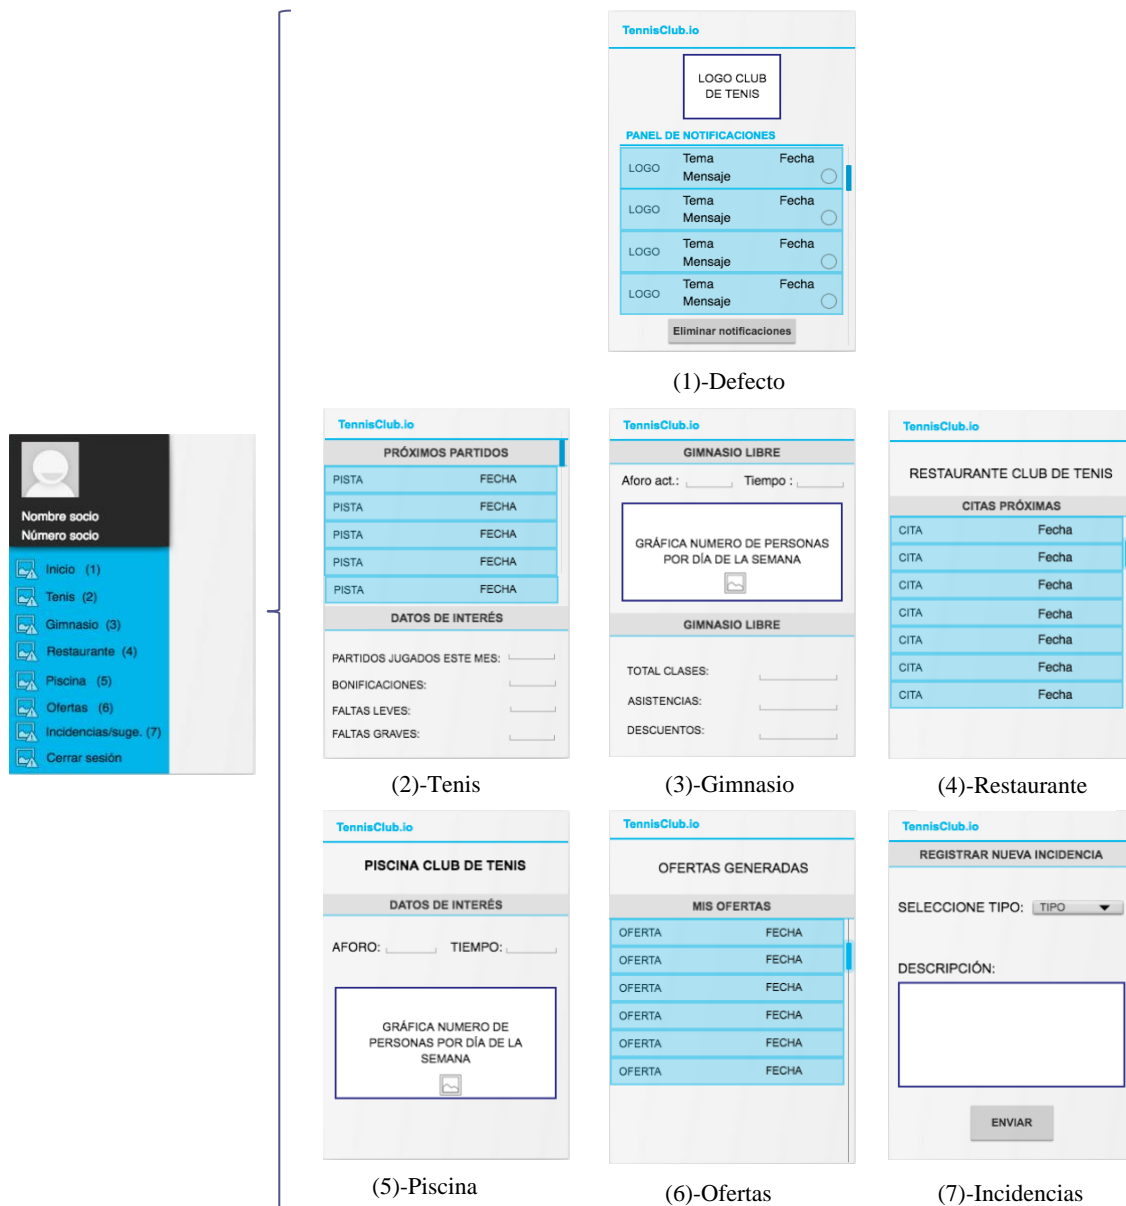 TennisClub.io
LOGO CLUB
DE TENIS
PANEL DE NOTIFICACIONES
LOGO Tema Fecha
Mensaje
LOGO Tema Fecha
Mensaje
LOGO Tema Fecha
Mensaje
LOGO Tema Fecha
Mensaje
Eliminar notificaciones
(1)-Defecto
Nombre socio
Número socio
Inicio (1)
Tenis (2)
Gimnasio (3)
Restaurante (4)
Piscina (5)
Ofertas (6)
Incidencias/suge. (7)
Cerrar sesión
TennisClub.io
PRÓXIMOS PARTIDOS
PISTA FECHA
PISTA FECHA
PISTA FECHA
PISTA FECHA
PISTA FECHA
DATOS DE INTERÉS
PARTIDOS JUGADOS ESTE MES:
BONIFICACIONES:
FALTAS LEVES:
FALTAS GRAVES:
(2)-Tenis
TennisClub.io
GIMNASIO LIBRE
Aforo act.: Tiempo :
GRÁFICA NUMERO DE PERSONAS
POR DÍA DE LA SEMANA
GIMNASIO LIBRE
TOTAL CLASES:
ASISTENCIAS:
DESCUENTOS:
(3)-Gimnasio
TennisClub.io
RESTAURANTE CLUB DE TENIS
CITAS PRÓXIMAS
CITA Fecha
CITA Fecha
CITA Fecha
CITA Fecha
CITA Fecha
CITA Fecha
CITA Fecha
(4)-Restaurante
TennisClub.io
PISCINA CLUB DE TENIS
DATOS DE INTERÉS
AFORO: TIEMPO:
GRÁFICA NUMERO DE
PERSONAS POR DÍA DE LA
SEMANA
(5)-Piscina
TennisClub.io
OFERTAS GENERADAS
MIS OFERTAS
OFERTA FECHA
OFERTA FECHA
OFERTA FECHA
OFERTA FECHA
OFERTA FECHA
OFERTA FECHA
(6)-Ofertas
TennisClub.io
REGISTRAR NUEVA INCIDENCIA
SELECCIONE TIPO: TIPO
DESCRIPCIÓN:
ENVIAR
(7)-Incidencias